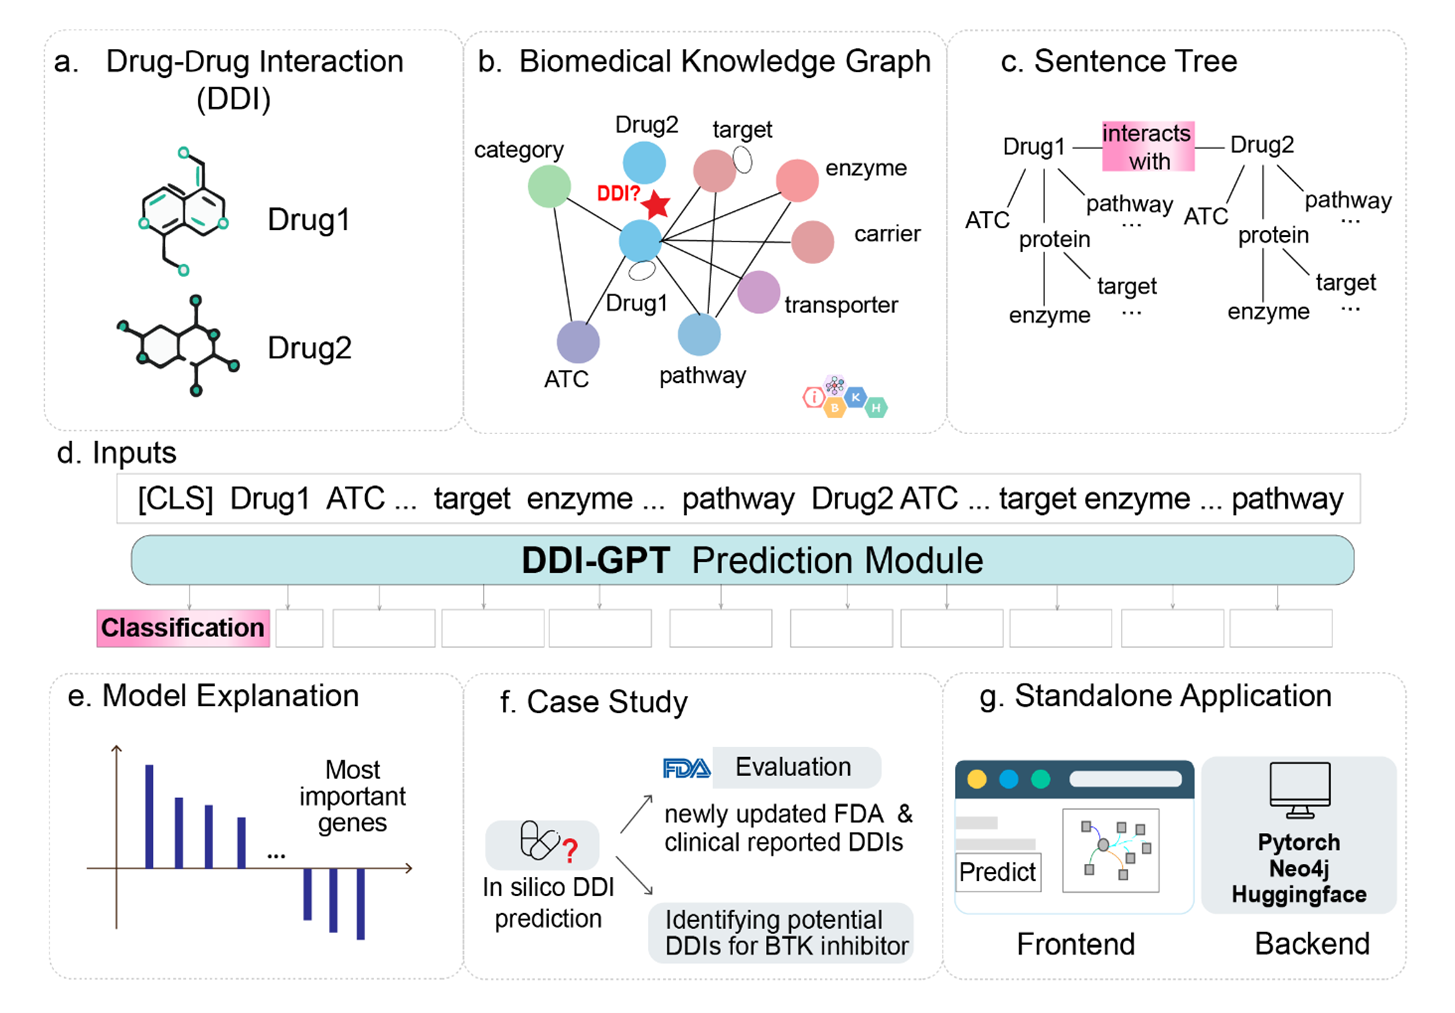 a. Drug-Drug Interaction
(DDI)
Drug1
Drug2
b. Biomedical Knowledge Graph
Drug2
target
category
enzyme
DDI?
carrier
Drug1
transporter
ATC
pathway
i
B
K
H
c. Sentence Tree
Drug1
interacts
with
Drug2
ATC
pathway
...
protein
target
...
enzyme
ATC
pathway
...
protein
target
...
enzyme
d. Inputs
[CLS] Drug1 ATC ... target enzyme ... pathway Drug2 ATC ... target enzyme ... pathway
DDI-GPT Prediction Module
Classification
e. Model Explanation
Most
important
genes
...
f. Case Study
FDA Evaluation
newly updated FDA &
clinical reported DDIs
?
In silico DDI
prediction
Identifying potential
DDIs for BTK inhibitor
g. Standalone Application
Predict
Frontend
Pytorch
Neo4j
Huggingface
Backend